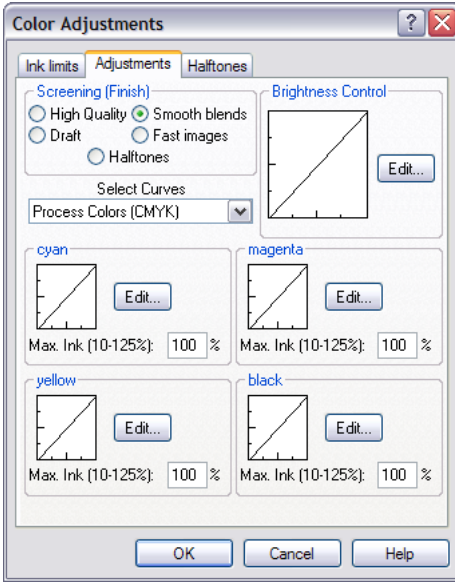 Color Adjustments
Ink limits Adjustments Halftones
Screening (Finish)
High Quality Smooth blends
Draft Fast images
Halftones
Select Curves
Process Colors (CMYK)
Brightness Control
Edit...
cyan
Edit...
Max. Ink (10-125%): 100 %
magenta
Edit...
Max. Ink (10-125%): 100 %
yellow
Edit...
Max. Ink (10-125%): 100 %
black
Edit...
Max. Ink (10-125%): 100 %
OK Cancel Help